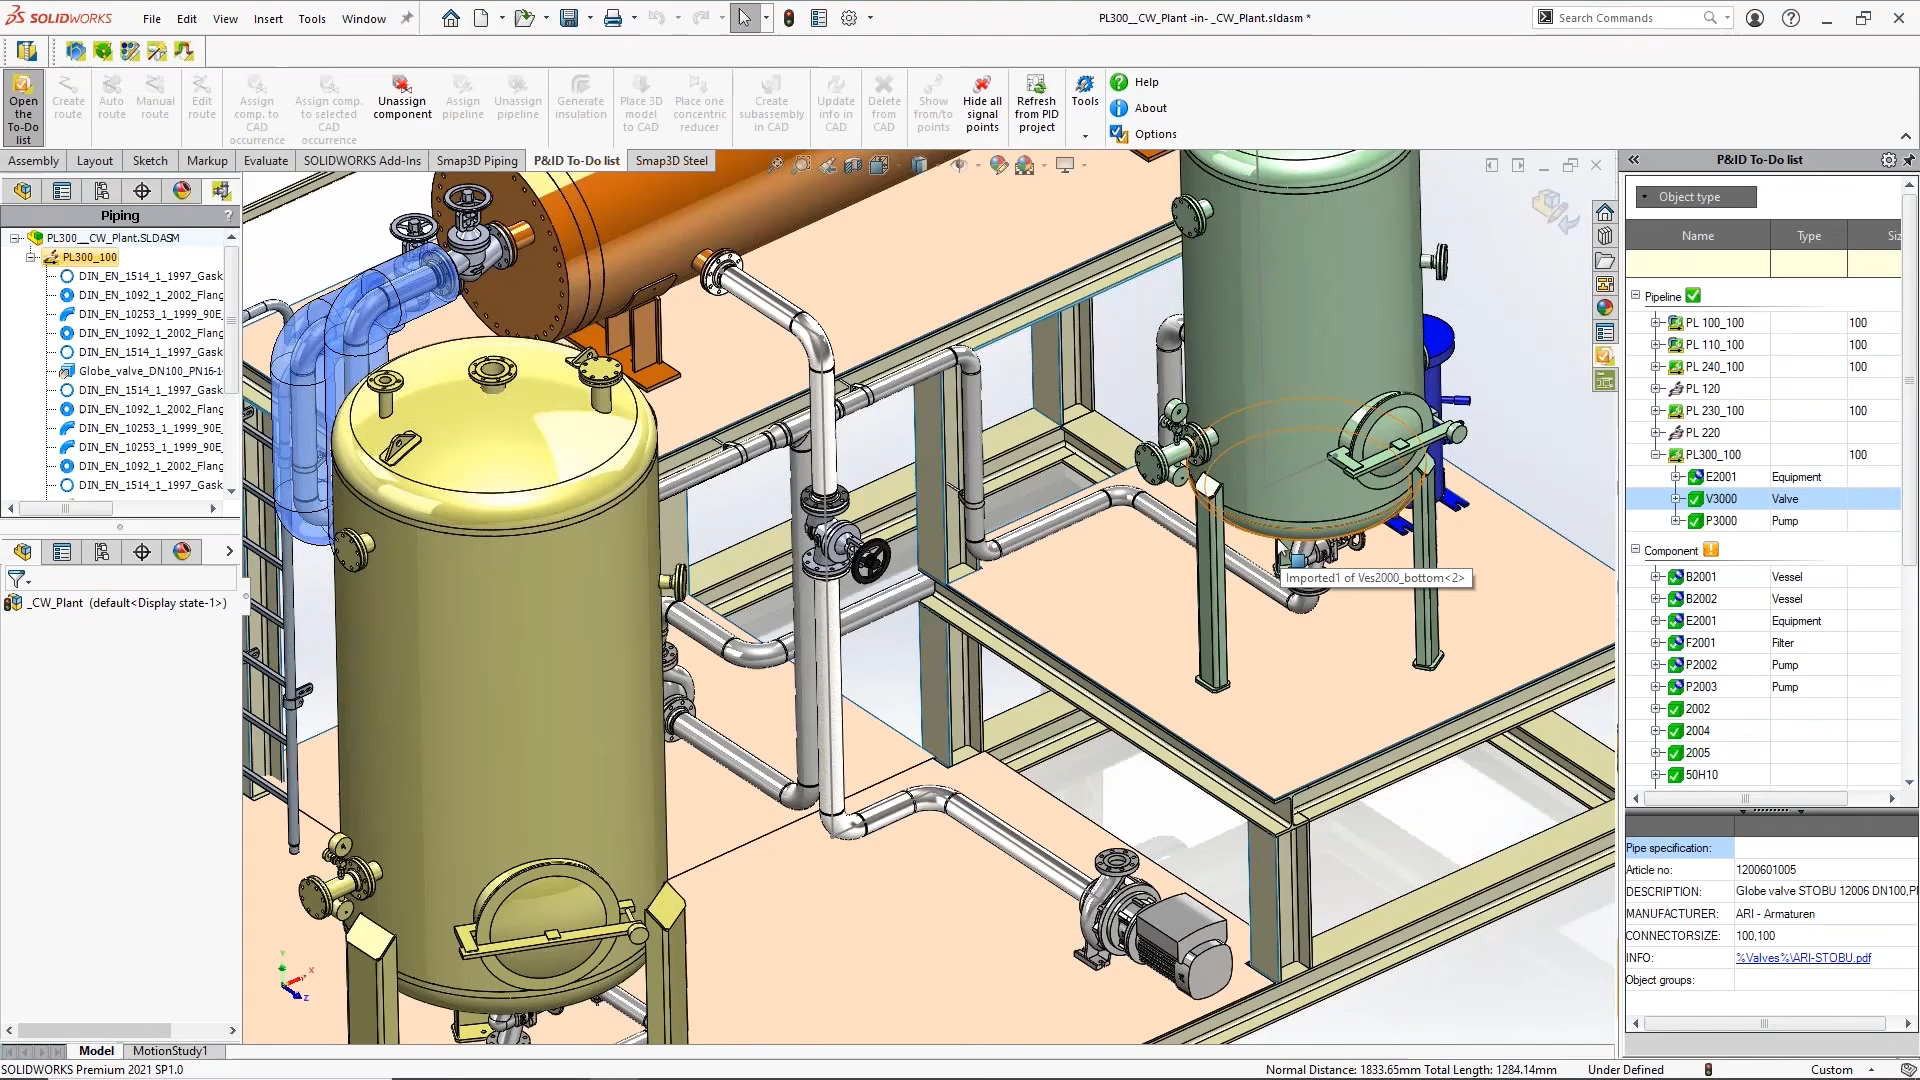 SOLIDWORKS
File Edit View Insert Tools Window
PL300__CW_Plant -in- _CW_Plant.sldasm *
Search Commands
Open the To-Do list
Create route
Auto route
Manual route
Edit route
Assign comp. to CAD occurrence
Assign comp. to selected CAD occurrence
Unassign component
Assign pipeline
Unassign pipeline
Generate insulation
Place 3D model to CAD
Place one concentric reducer
Create subassembly in CAD
Update info in CAD
Delete from CAD
Show from/to points
Hide all signal points
Refresh from PID project
Tools
Help
About
Options
Assembly Layout Sketch Markup Evaluate SOLIDWORKS Add-Ins Smap3D Piping P&ID To-Do list Smap3D Steel
Piping
?
PL300__CW_Plant.SLDASM
PL300_100
DIN_EN_1514_1_1997_Gask
DIN_EN_1092_1_2002_Flang
DIN_EN_10253_1_1999_90E
DIN_EN_1092_1_2002_Flang
DIN_EN_1514_1_1997_Gask
Globe_valve_DN100_PN16-1
DIN_EN_1514_1_1997_Gask
DIN_EN_1092_1_2002_Flang
DIN_EN_10253_1_1999_90E
DIN_EN_10253_1_1999_90E
DIN_EN_1092_1_2002_Flang
DIN_EN_1514_1_1997_Gask
_CW_Plant (default<Display state-1>)
Imported1 of Ves2000_bottom<2>
Y
X
Z
P&ID To-Do list
Object type
Name Type Siz
Pipeline
PL 100_100 100
PL 110_100 100
PL 240_100 100
PL 120
PL 230_100 100
PL 220
PL300_100 100
E2001 Equipment
V3000 Valve
P3000 Pump
Component
B2001 Vessel
B2002 Vessel
E2001 Equipment
F2001 Filter
P2002 Pump
P2003 Pump
2002
2004
2005
50H10
Pipe specification:
Article no: 1200601005
DESCRIPTION: Globe valve STOBU 12006 DN100,P
MANUFACTURER: ARI - Armaturen
CONNECTORSIZE: 100,100
INFO: %Valves%\ARI-STOBU.pdf
Object groups:
Model MotionStudy1
SOLIDWORKS Premium 2021 SP1.0
Normal Distance: 1833.65mm Total Length: 1284.14mm Under Defined Custom